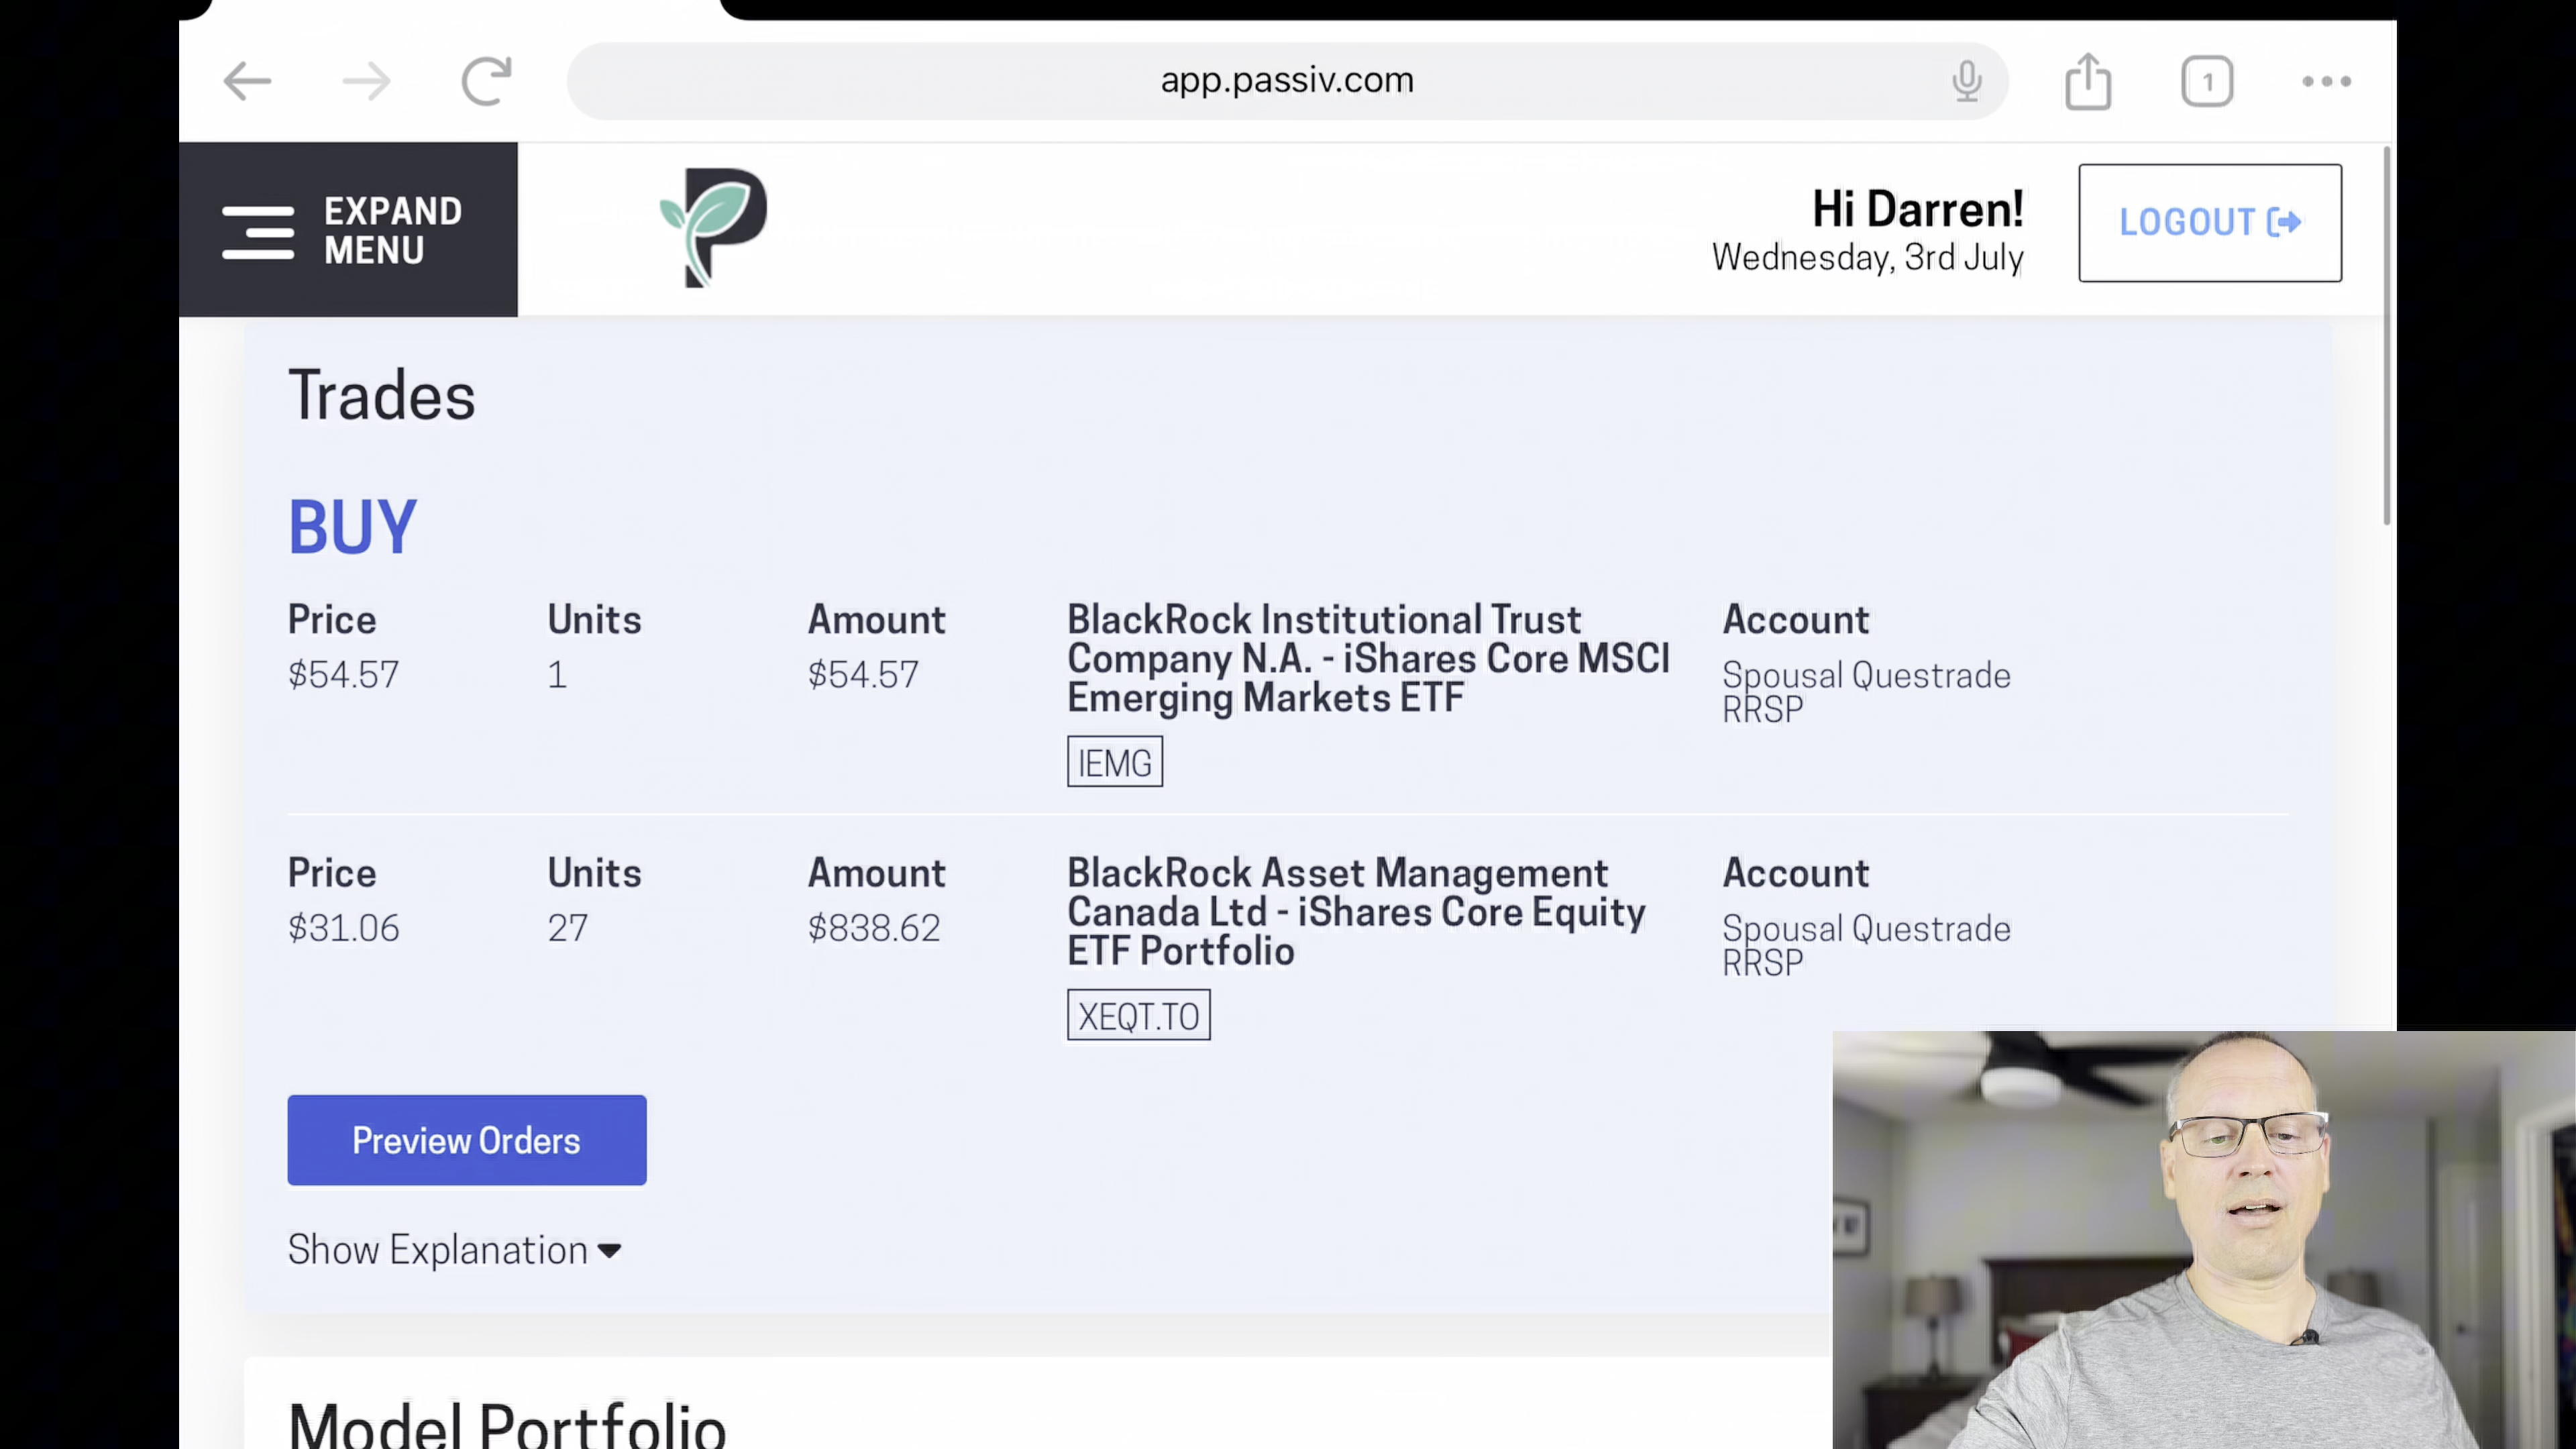 app.passiv.com
1
EXPAND
MENU
Hi Darren!
Wednesday, 3rd July
LOGOUT
Trades
BUY
Price Units Amount BlackRock Institutional Trust Account
Company N.A. - iShares Core MSCI
Emerging Markets ETF
$54.57 1 $54.57 Spousal Questrade
RRSP
IEMG
Price Units Amount BlackRock Asset Management Account
Canada Ltd - iShares Core Equity
ETF Portfolio
$31.06 27 $838.62 Spousal Questrade
RRSP
XEQT.TO
Preview Orders
Show Explanation
Model Portfolio